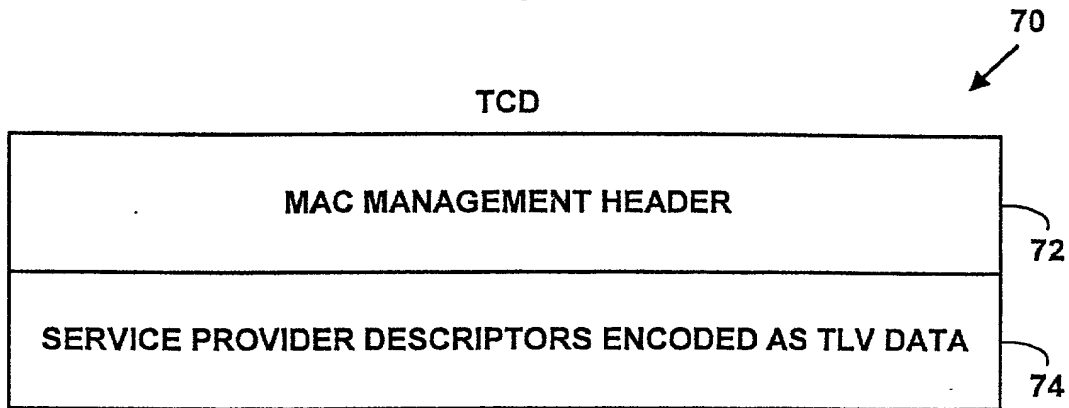 70
TCD
MAC MANAGEMENT HEADER
72
SERVICE PROVIDER DESCRIPTORS ENCODED AS TLV DATA
74